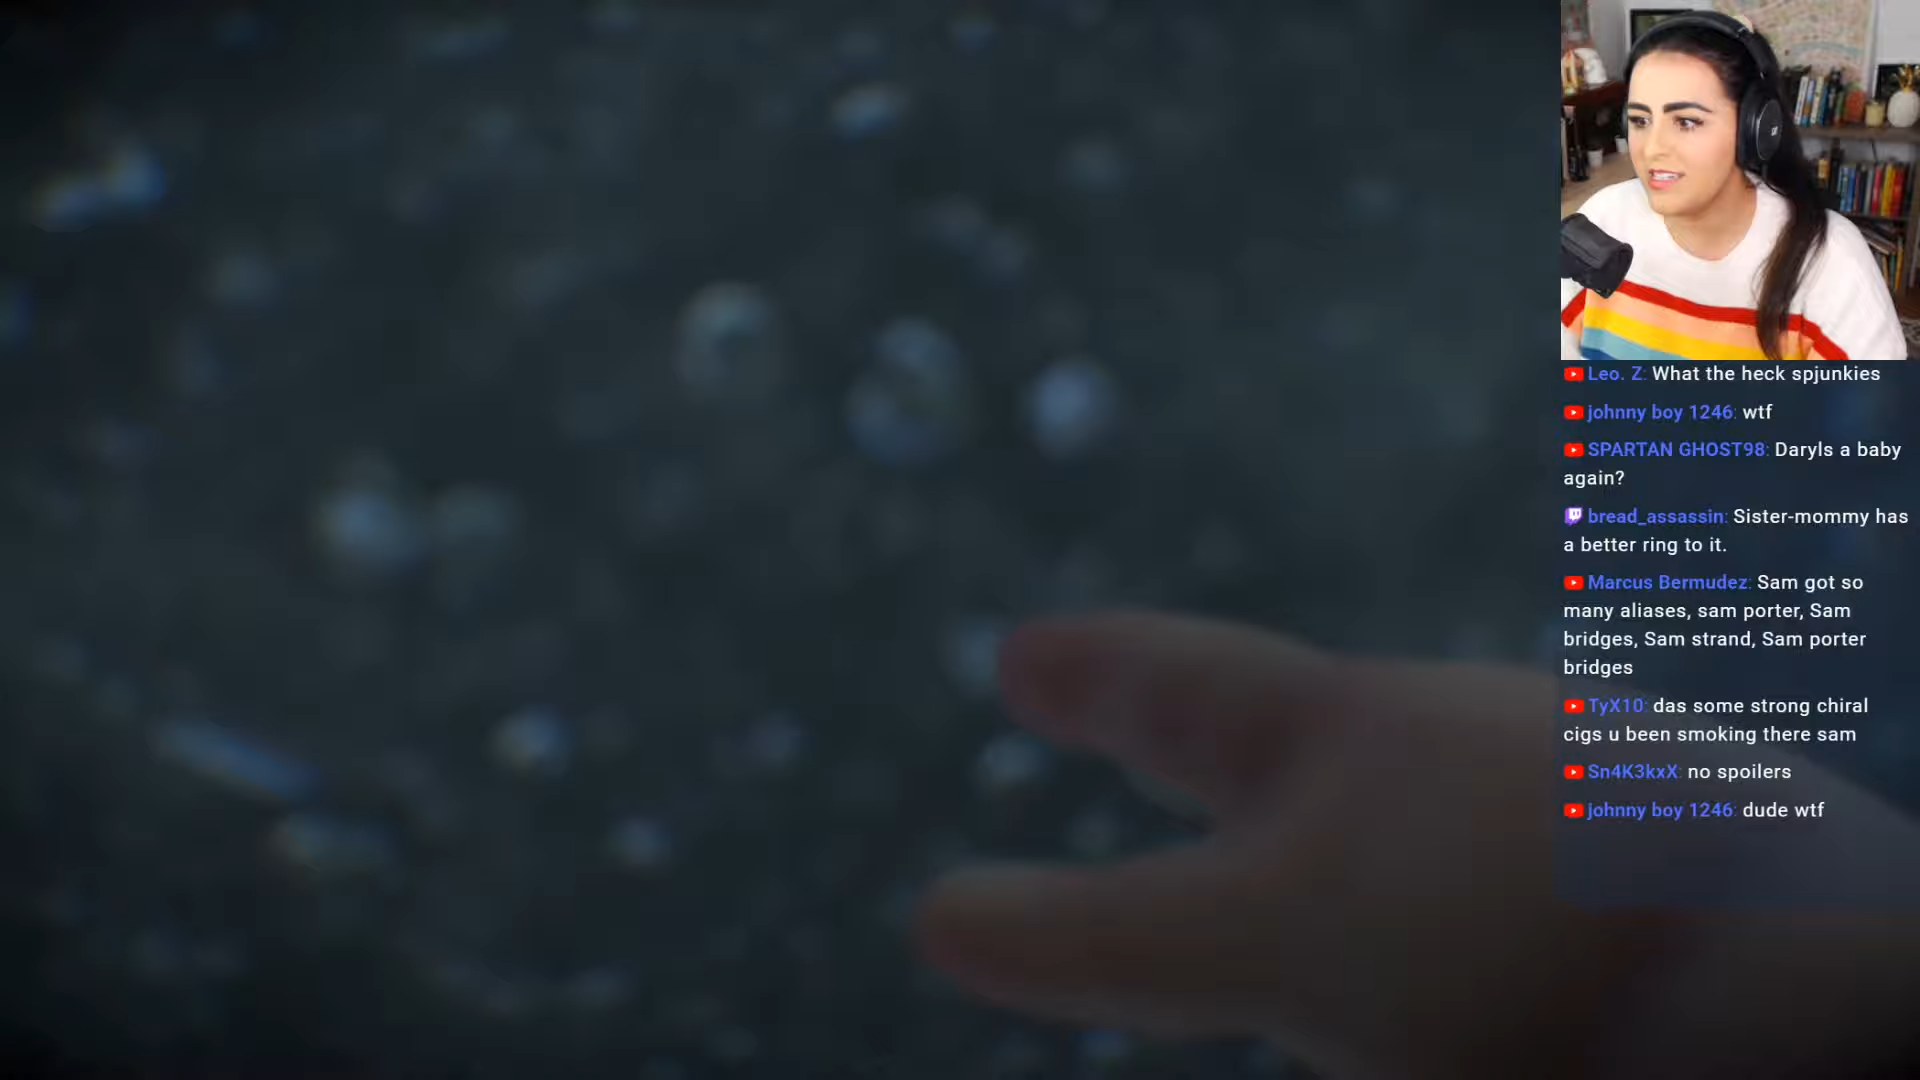 Leo. Z: What the heck spjunkies
johnny boy 1246: wtf
SPARTAN GHOST98: Daryls a baby
again?
bread_assassin: Sister-mommy has
a better ring to it.
Marcus Bermudez: Sam got so
many aliases, sam porter, Sam
bridges, Sam strand, Sam porter
bridges
TyX10: das some strong chiral
cigs u been smoking there sam
Sn4K3kxX: no spoilers
johnny boy 1246: dude wtf